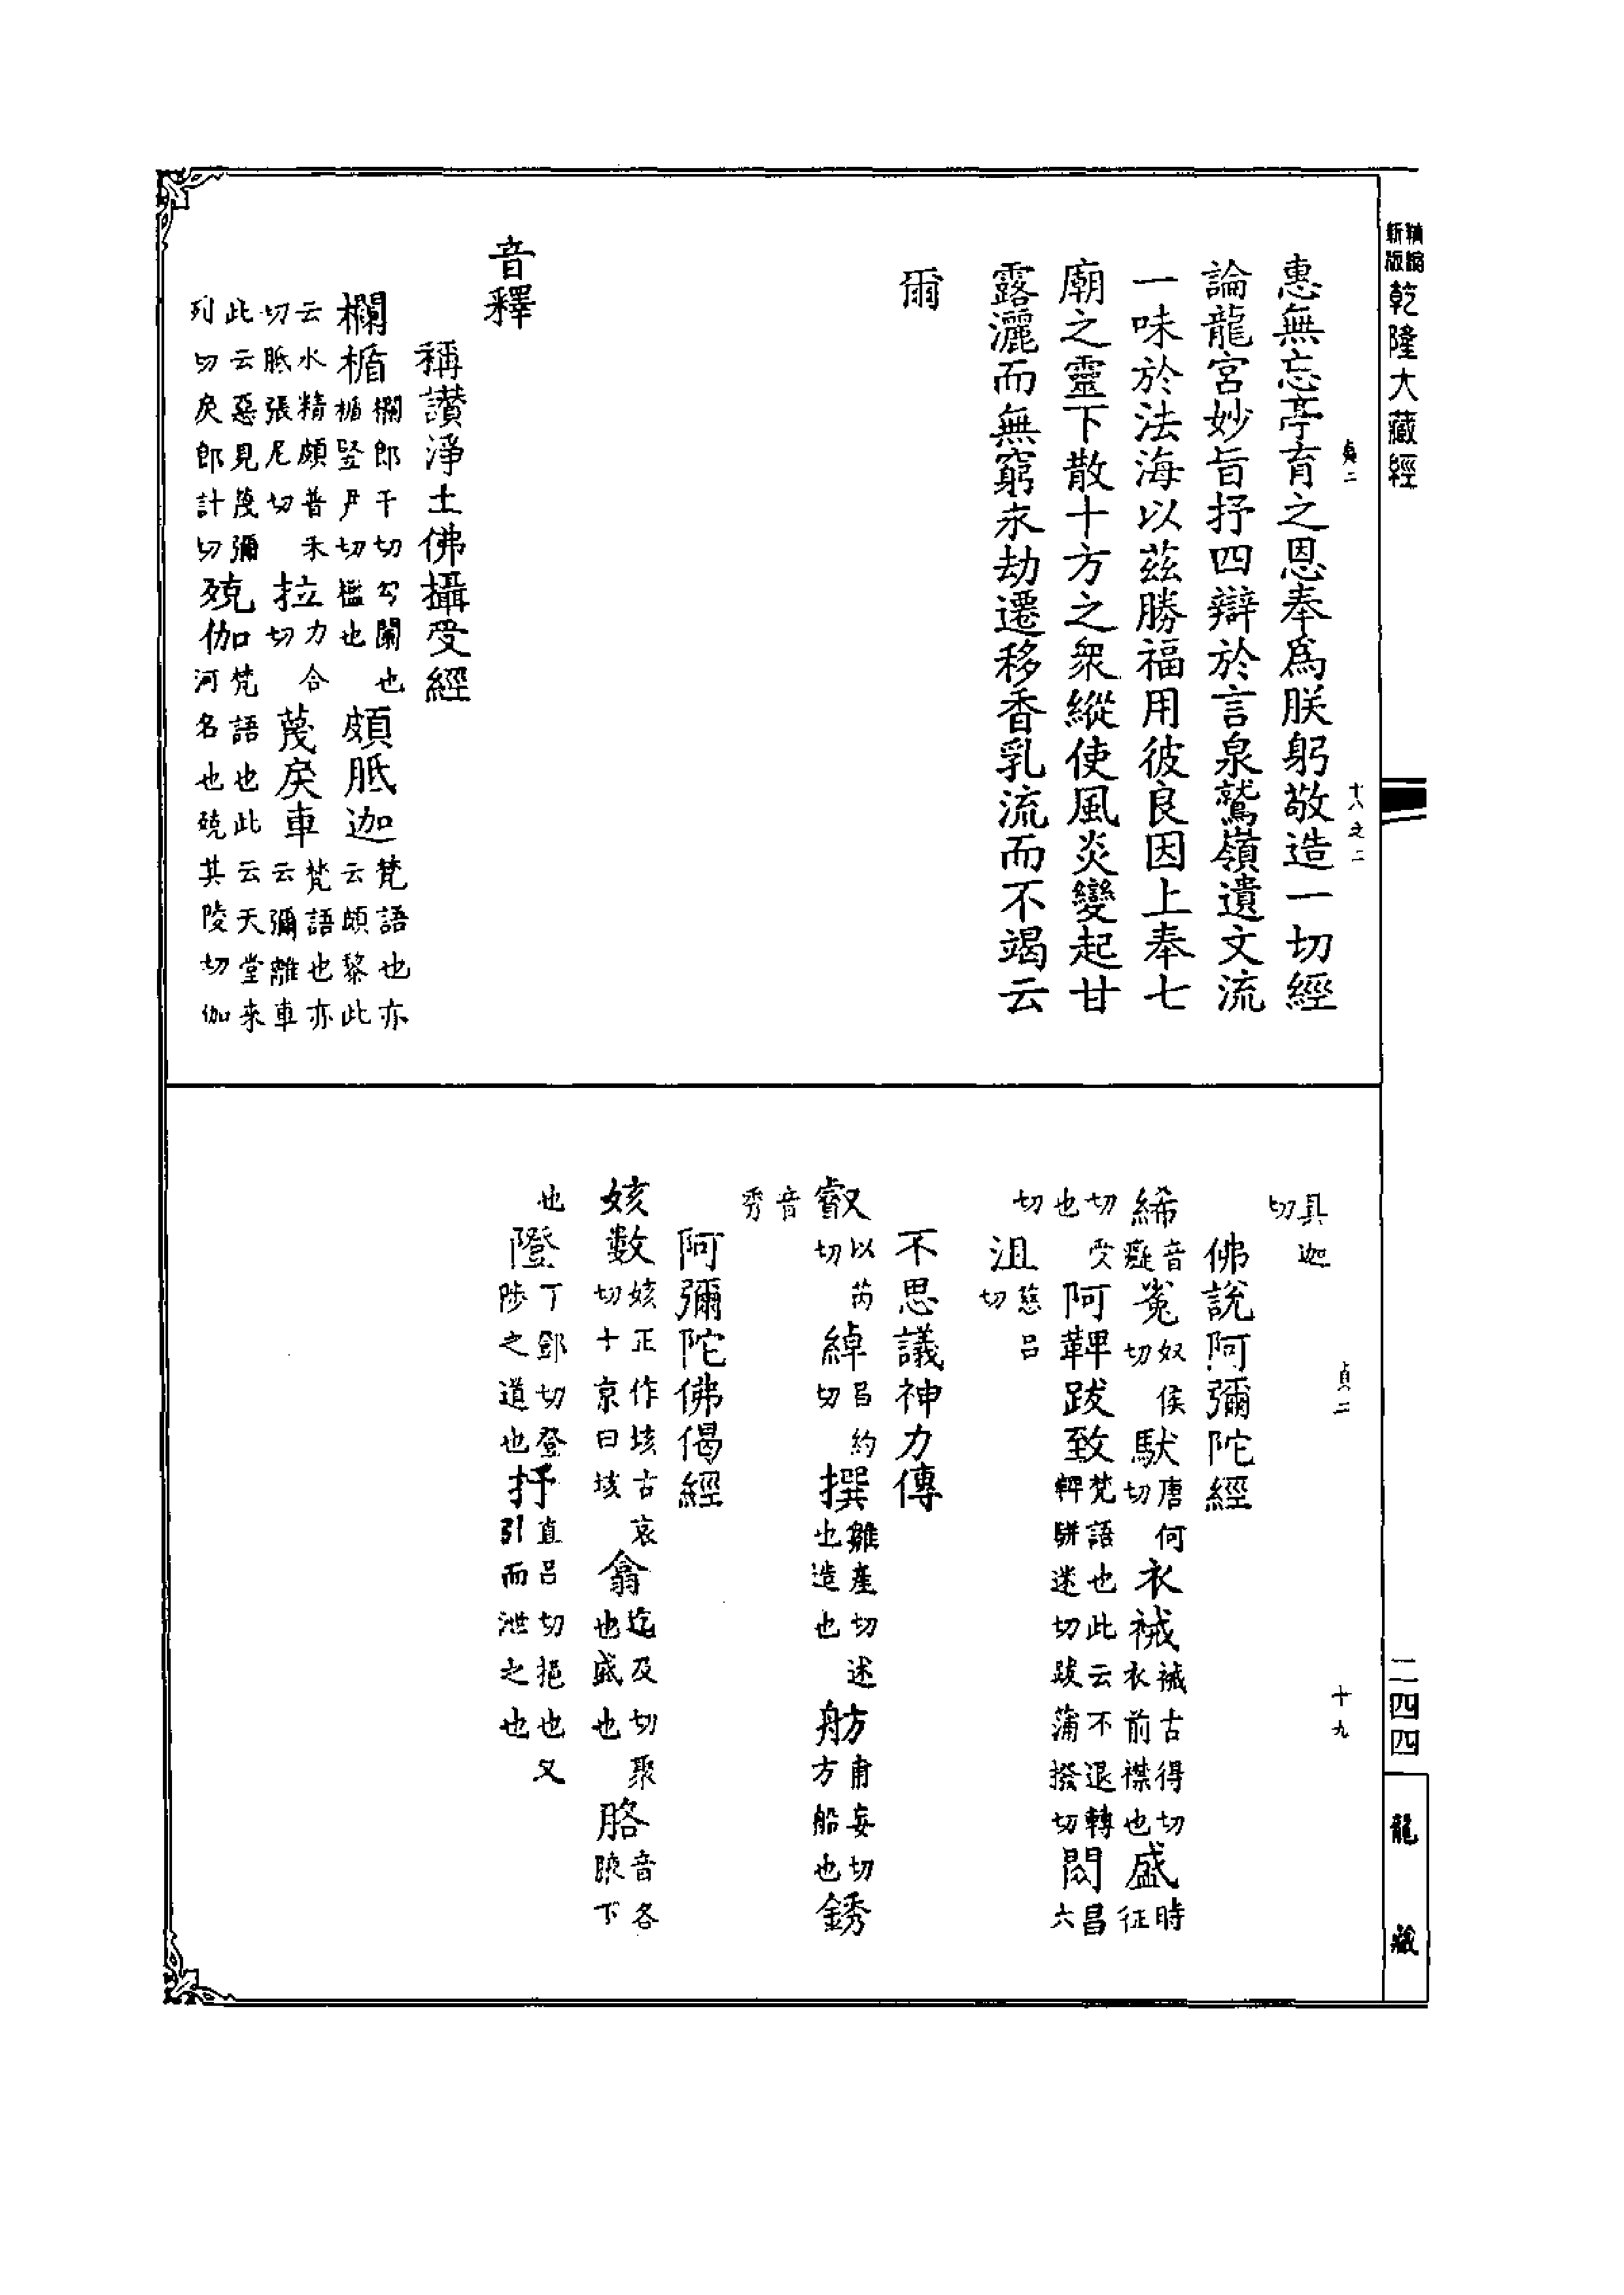 新版 精縮
乾隆大藏經
貞二 十八之二
惠無忘亭育之恩奉爲朕躬敬造一切經
論龍宮妙旨抒四辯於言泉鷲嶺遺文流
一味於法海以茲勝福用彼良因上奉七
廟之靈下散十方之衆縱使風炎變起甘
露灑而無窮永劫遷移香乳流而不竭云
爾
音釋
稱讃淨土佛攝受經
欄楯 欄郎干切勾闌也楯竪尹切檻也 頗胝迦 梵語也亦云頗黎此
云水精頗普禾切胝張尼切 拉 力合切 篾戾車 梵語也亦云彌離車
此云惡見篾彌列切戾郎計切 殑伽 梵語也此云天堂来河名也殑其陵切伽
貞二 十九
具迦切
佛說阿彌陀經
絺 音癡 㝹 奴侯切 馱 唐何切 衣裓 裓古得切衣前襟也 盛 時征
切受也 阿鞞跋致 梵語也此云不退轉鞞駢迷切跋蒲撥切 閦 昌六
切 沮 慈呂切
不思議神力傳
叡 以芮切 綽 昌約切 撰 雛產切述也造也 舫 甫妄切方船也 銹
音秀
阿彌陀佛偈經
姟数 姟正作垓古哀切十京曰垓 翕 迄及切聚也盛也 胳 音各腋下
也 隥 丁鄧切登陟之道也 抒 直呂切挹也又引而泄之也
二四四
龍藏